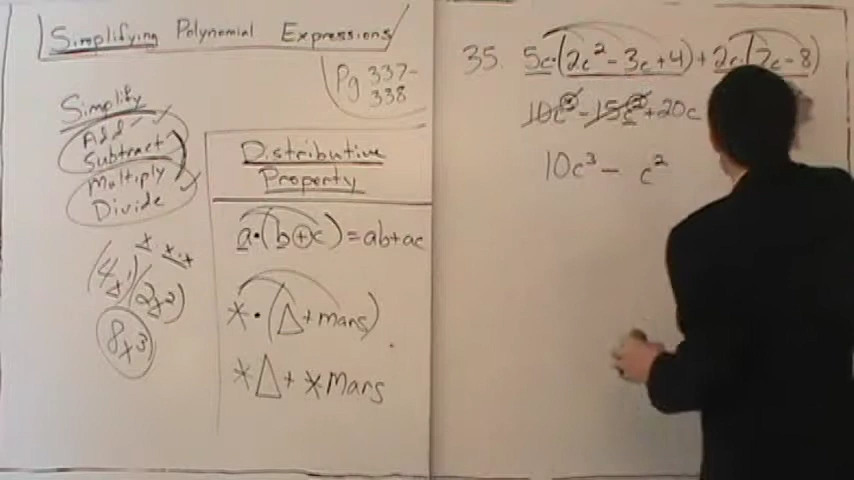 Simplifying Polynomial Expressions
Pg 337-
338
Simplify
Add
Subtract
Multiply
Divide
x x·x
(4x¹)(2x²)
8x³
Distributive
Property
a·(b+c)=ab+ac
*·(△+mars)
*△+*Mars
35. 5c·(2c²-3c+4)+2c·(7c-8)
10c³-15c²+20c
10c³- c²